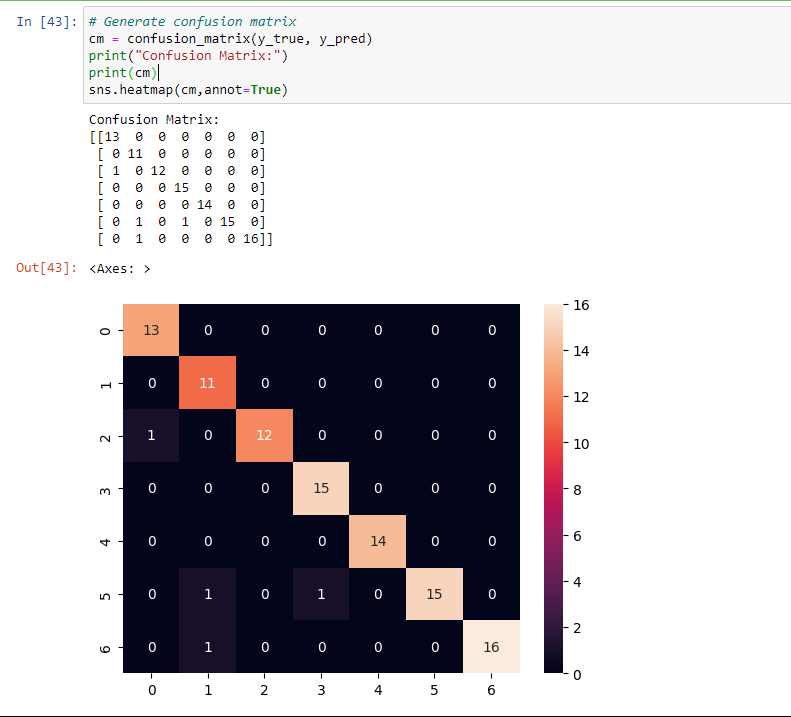 In [43]: # Generate confusion matrix
cm = confusion_matrix(y_true, y_pred)
print("Confusion Matrix:")
print(cm)
sns.heatmap(cm,annot=True)
Confusion Matrix:
[[13  0  0  0  0  0  0]
 [ 0 11  0  0  0  0  0]
 [ 1  0 12  0  0  0  0]
 [ 0  0  0 15  0  0  0]
 [ 0  0  0  0 14  0  0]
 [ 0  1  0  1  0 15  0]
 [ 0  1  0  0  0  0 16]]
Out[43]: <Axes: >
0 13 0 0 0 0 0 0
1 0 11 0 0 0 0 0
2 1 0 12 0 0 0 0
3 0 0 0 15 0 0 0
4 0 0 0 0 14 0 0
5 0 1 0 1 0 15 0
6 0 1 0 0 0 0 16
0 1 2 3 4 5 6
16
14
12
10
8
6
4
2
0